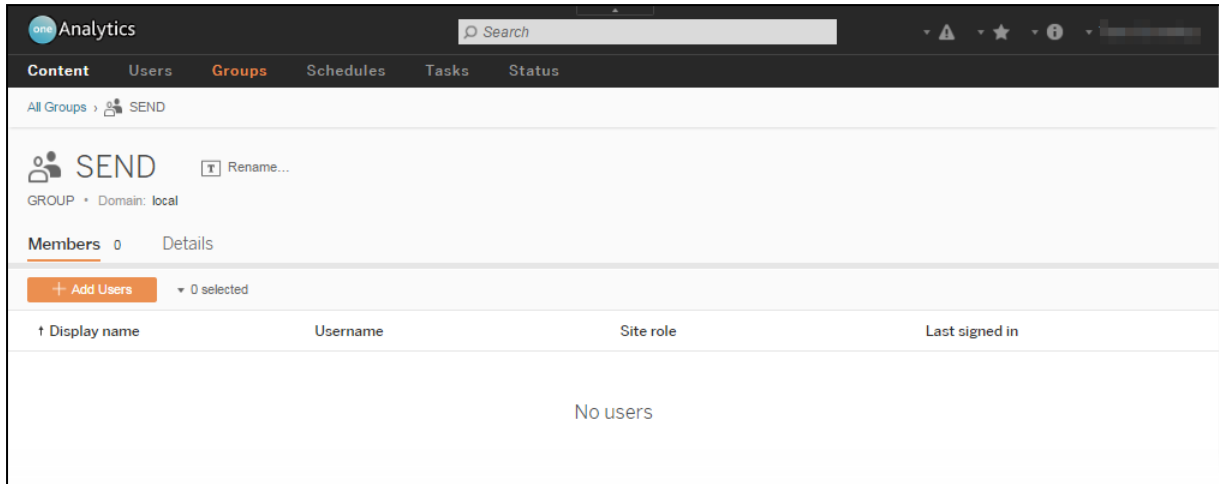 one Analytics
Search
Content Users Groups Schedules Tasks Status
All Groups › SEND
SEND T Rename...
GROUP • Domain: local
Members 0 Details
+ Add Users 0 selected
↑ Display name Username Site role Last signed in
No users